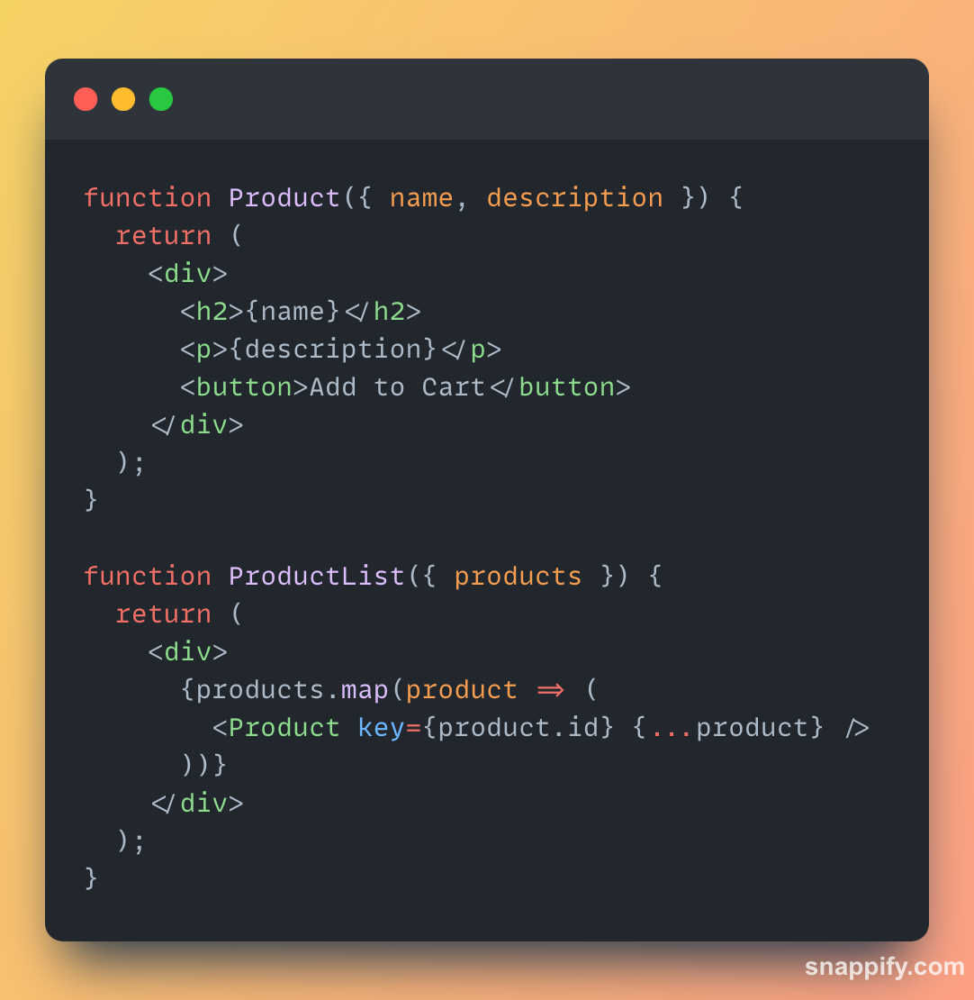 function Product({ name, description }) {
  return (
    <div>
      <h2>{name}</h2>
      <p>{description}</p>
      <button>Add to Cart</button>
    </div>
  );
}

function ProductList({ products }) {
  return (
    <div>
      {products.map(product => (
        <Product key={product.id} {...product} />
      ))}
    </div>
  );
}
snappify.com